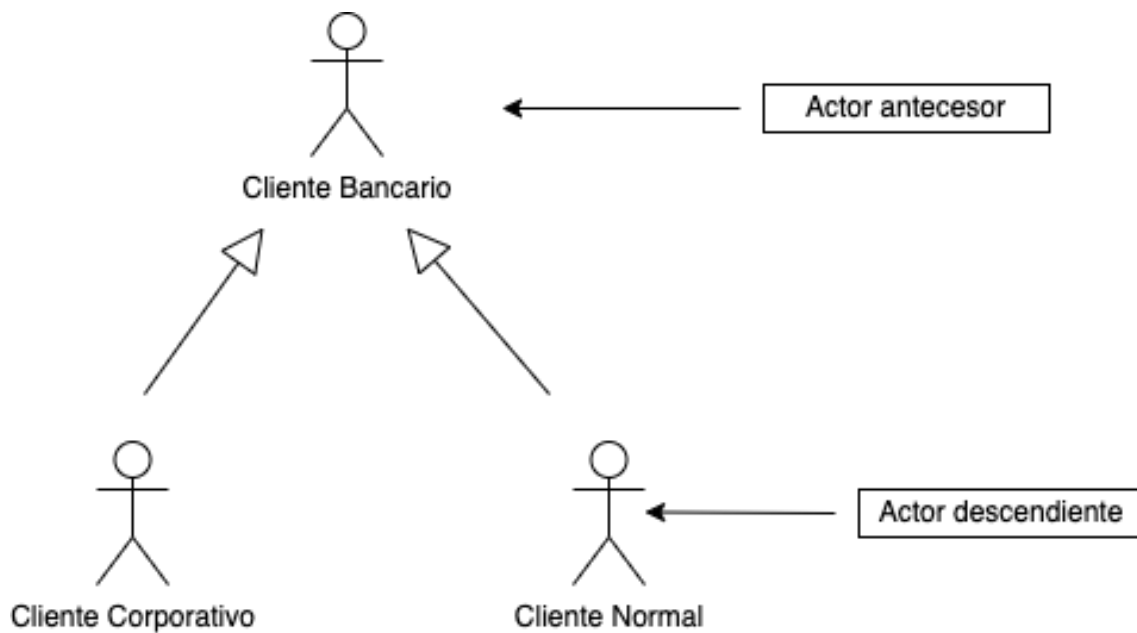 Actor antecesor
Cliente Bancario
Actor descendiente
Cliente Corporativo
Cliente Normal